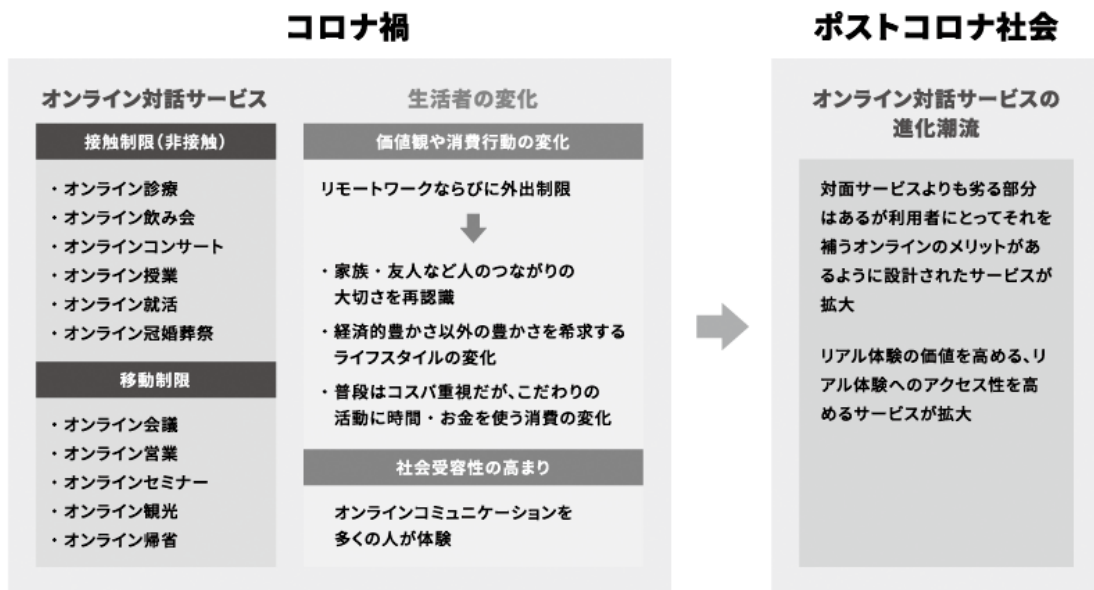 コロナ禍
オンライン対話サービス
接触制限（非接触）
・オンライン診療
・オンライン飲み会
・オンラインコンサート
・オンライン授業
・オンライン就活
・オンライン冠婚葬祭
移動制限
・オンライン会議
・オンライン営業
・オンラインセミナー
・オンライン観光
・オンライン帰省
生活者の変化
価値観や消費行動の変化
リモートワークならびに外出制限
・家族・友人など人のつながりの
大切さを再認識
・経済的豊かさ以外の豊かさを希求する
ライフスタイルの変化
・普段はコスパ重視だが、こだわりの
活動に時間・お金を使う消費の変化
社会受容性の高まり
オンラインコミュニケーションを
多くの人が体験
ポストコロナ社会
オンライン対話サービスの
進化潮流
対面サービスよりも劣る部分
はあるが利用者にとってそれを
補うオンラインのメリットがあ
るように設計されたサービスが
拡大
リアル体験の価値を高める、リ
アル体験へのアクセス性を高
めるサービスが拡大